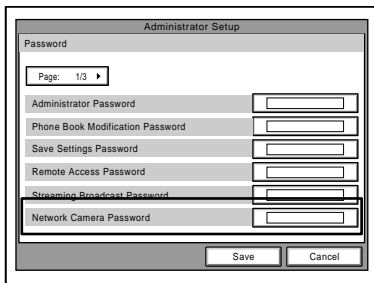 Administrator Setup
Password
Page: 1/3
Administrator Password
Phone Book Modification Password
Save Settings Password
Remote Access Password
Streaming Broadcast Password
Network Camera Password
Save Cancel